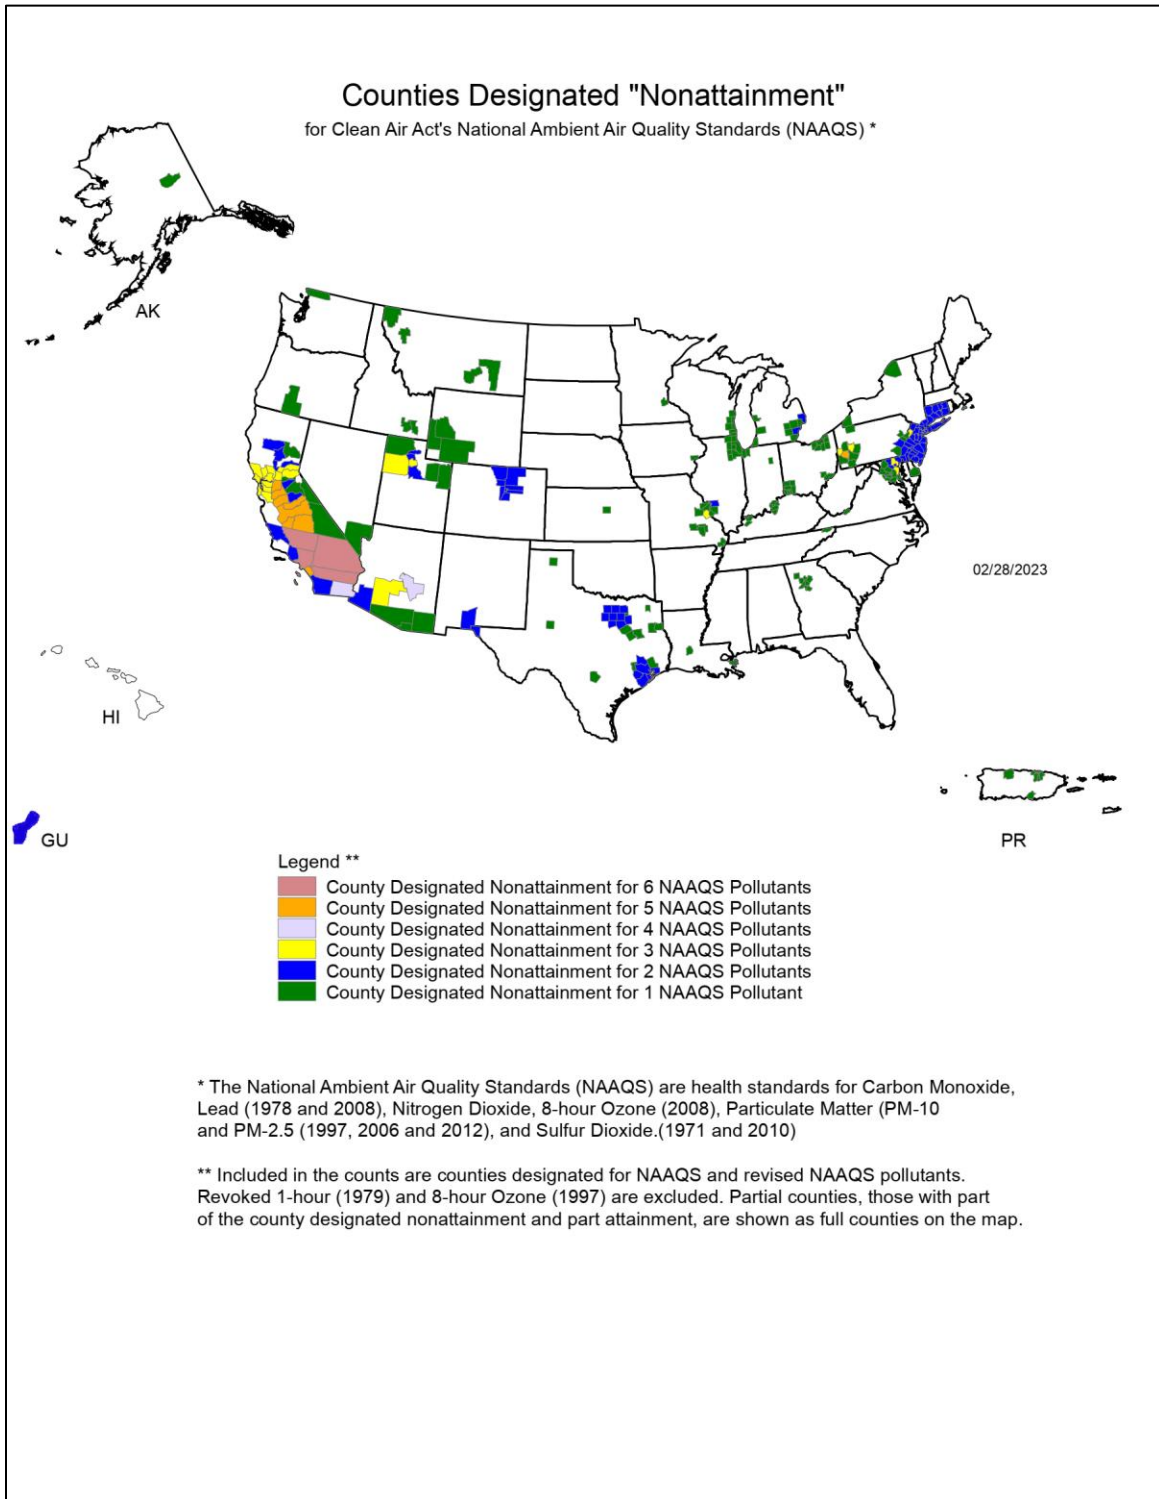 Counties Designated "Nonattainment"
for Clean Air Act's National Ambient Air Quality Standards (NAAQS) *
AK
02/28/2023
HI
GU
PR
Legend **
County Designated Nonattainment for 6 NAAQS Pollutants
County Designated Nonattainment for 5 NAAQS Pollutants
County Designated Nonattainment for 4 NAAQS Pollutants
County Designated Nonattainment for 3 NAAQS Pollutants
County Designated Nonattainment for 2 NAAQS Pollutants
County Designated Nonattainment for 1 NAAQS Pollutant
* The National Ambient Air Quality Standards (NAAQS) are health standards for Carbon Monoxide,
Lead (1978 and 2008), Nitrogen Dioxide, 8-hour Ozone (2008), Particulate Matter (PM-10
and PM-2.5 (1997, 2006 and 2012), and Sulfur Dioxide.(1971 and 2010)
** Included in the counts are counties designated for NAAQS and revised NAAQS pollutants.
Revoked 1-hour (1979) and 8-hour Ozone (1997) are excluded. Partial counties, those with part
of the county designated nonattainment and part attainment, are shown as full counties on the map.